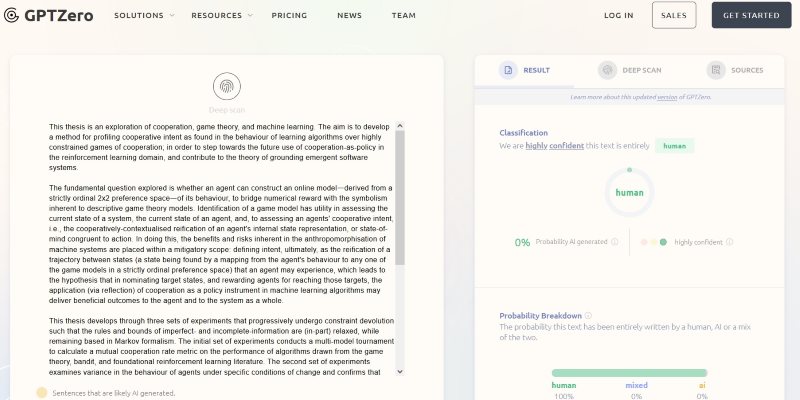 GPTZero SOLUTIONS RESOURCES PRICING NEWS TEAM LOG IN SALES GET STARTED
Deep scan
This thesis is an exploration of cooperation, game theory, and machine learning. The aim is to develop
a method for profiling cooperative intent as found in the behaviour of learning algorithms over highly
constrained games of cooperation, in order to step towards the future use of cooperation-as-policy in
the reinforcement learning domain, and contribute to the theory of grounding emergent software
systems.
The fundamental question explored is whether an agent can construct an online model—derived from a
strictly ordinal 2x2 preference space—of its behaviour, to bridge numerical reward with the symbolism
inherent to descriptive game theory models. Identification of a game model has utility in assessing the
current state of a system, the current state of an agent, and, to assessing an agents' cooperative intent,
i.e., the cooperatively-contextualised reification of an agent's internal state representation, or state-of-
mind congruent to action. In doing this, the benefits and risks inherent in the anthropomorphisation of
machine systems are placed within a mitigatory scope: defining intent, ultimately, as the reification of a
trajectory between states (a state being found by a mapping from the agent's behaviour to any one of
the game models in a strictly ordinal preference space) that an agent may experience, which leads to
the hypothesis that in nominating target states, and rewarding agents for reaching those targets, the
application (via reflection) of cooperation as a policy instrument in machine learning algorithms may
deliver beneficial outcomes to the agent and to the system as a whole.
This thesis develops through three sets of experiments that progressively undergo constraint devolution
such that the rules and bounds of imperfect- and incomplete-information are (in-part) relaxed, while
remaining based in Markov formalism. The initial set of experiments conducts a multi-model tournament
to calculate a mutual cooperation rate metric on the performance of algorithms drawn from the game
theory, bandit, and foundational reinforcement learning literature. The second set of experiments
examines variance in the behaviour of agents under specific conditions of change and confirms that
Sentences that are likely AI generated.
RESULT DEEP SCAN SOURCES
Learn more about this updated version of GPTZero.
Classification
We are highly confident this text is entirely human
human
0% Probability AI generated highly confident
Probability Breakdown
The probability this text has been entirely written by a human, AI or a mix
of the two.
human mixed ai
100% 0% 0%